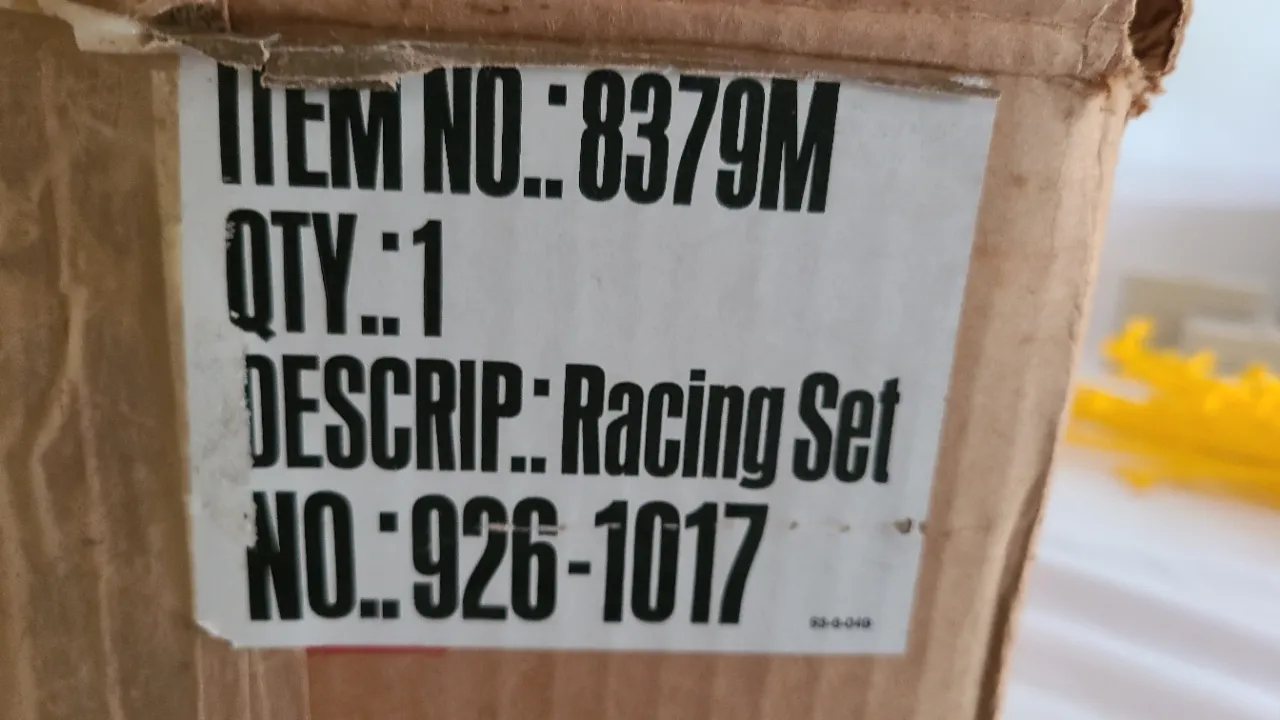 ITEM NO.: 8379M
QTY.: 1
DESCRIP.: Racing Set
NO.: 926-1017